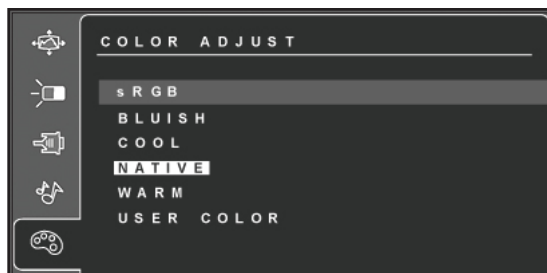 COLOR ADJUST
sRGB
BLUISH
COOL
NATIVE
WARM
USER COLOR